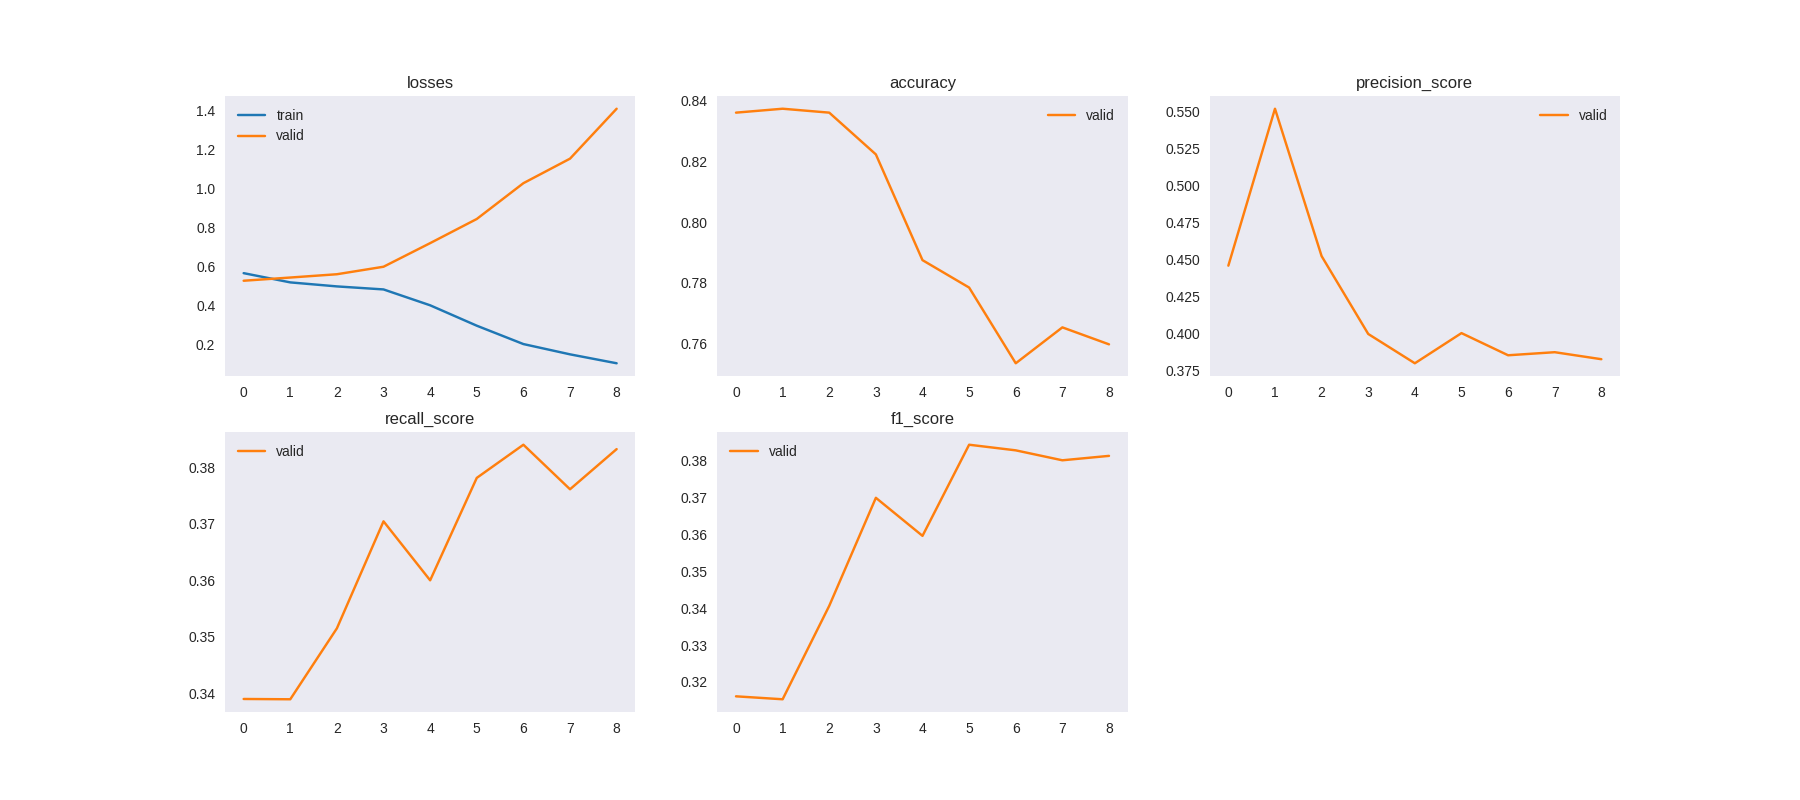 losses
train
valid
1.4
1.2
1.0
0.8
0.6
0.4
0.2
0 1 2 3 4 5 6 7 8
accuracy
valid
0.84
0.82
0.80
0.78
0.76
0 1 2 3 4 5 6 7 8
precision_score
valid
0.550
0.525
0.500
0.475
0.450
0.425
0.400
0.375
0 1 2 3 4 5 6 7 8
recall_score
valid
0.38
0.37
0.36
0.35
0.34
0 1 2 3 4 5 6 7 8
f1_score
valid
0.38
0.37
0.36
0.35
0.34
0.33
0.32
0 1 2 3 4 5 6 7 8